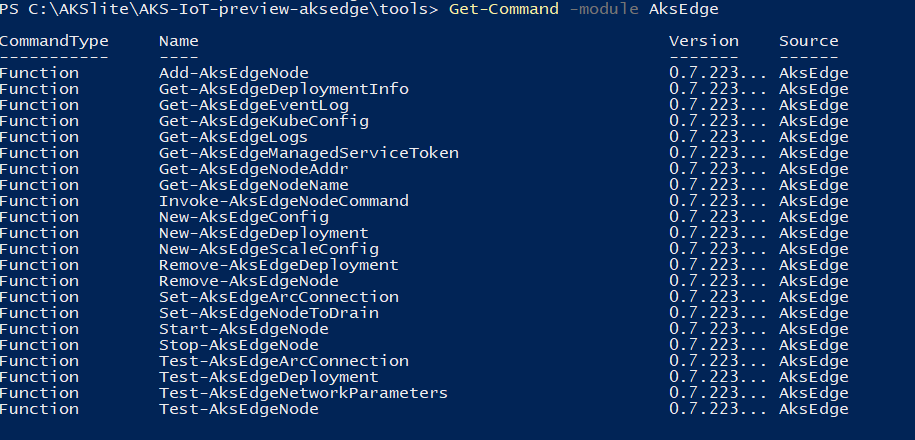 PS C:\AKSlite\AKS-IoT-preview-aksedge\tools> Get-Command -module AksEdge
CommandType Name Version Source
----------- ---- ------- ------
Function Add-AksEdgeNode 0.7.223... AksEdge
Function Get-AksEdgeDeploymentInfo 0.7.223... AksEdge
Function Get-AksEdgeEventLog 0.7.223... AksEdge
Function Get-AksEdgeKubeConfig 0.7.223... AksEdge
Function Get-AksEdgeLogs 0.7.223... AksEdge
Function Get-AksEdgeManagedServiceToken 0.7.223... AksEdge
Function Get-AksEdgeNodeAddr 0.7.223... AksEdge
Function Get-AksEdgeNodeName 0.7.223... AksEdge
Function Invoke-AksEdgeNodeCommand 0.7.223... AksEdge
Function New-AksEdgeConfig 0.7.223... AksEdge
Function New-AksEdgeDeployment 0.7.223... AksEdge
Function New-AksEdgeScaleConfig 0.7.223... AksEdge
Function Remove-AksEdgeDeployment 0.7.223... AksEdge
Function Remove-AksEdgeNode 0.7.223... AksEdge
Function Set-AksEdgeArcConnection 0.7.223... AksEdge
Function Set-AksEdgeNodeToDrain 0.7.223... AksEdge
Function Start-AksEdgeNode 0.7.223... AksEdge
Function Stop-AksEdgeNode 0.7.223... AksEdge
Function Test-AksEdgeArcConnection 0.7.223... AksEdge
Function Test-AksEdgeDeployment 0.7.223... AksEdge
Function Test-AksEdgeNetworkParameters 0.7.223... AksEdge
Function Test-AksEdgeNode 0.7.223... AksEdge